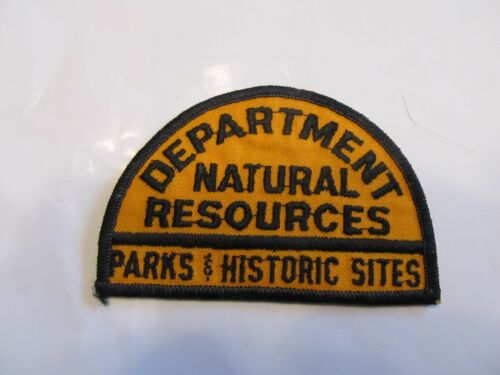 DEPARTMENT
NATURAL
RESOURCES
PARKS & HISTORIC SITES